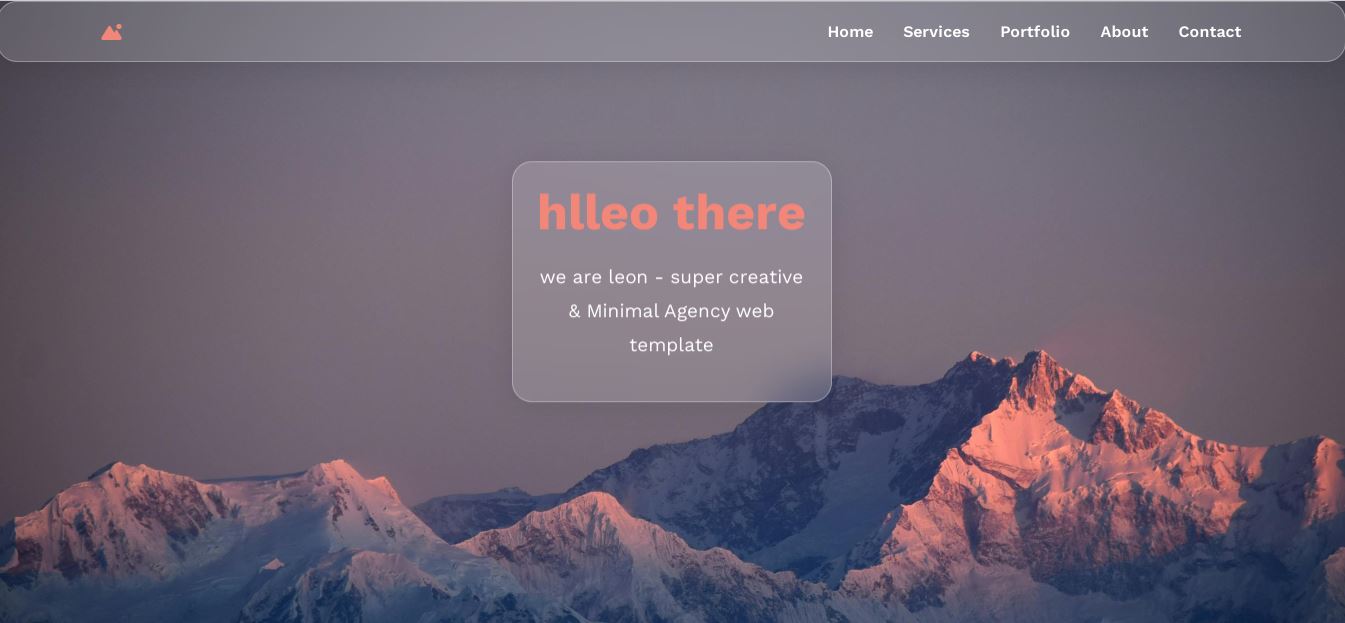 Home Services Portfolio About Contact
hlleo there
we are leon - super creative
& Minimal Agency web
template